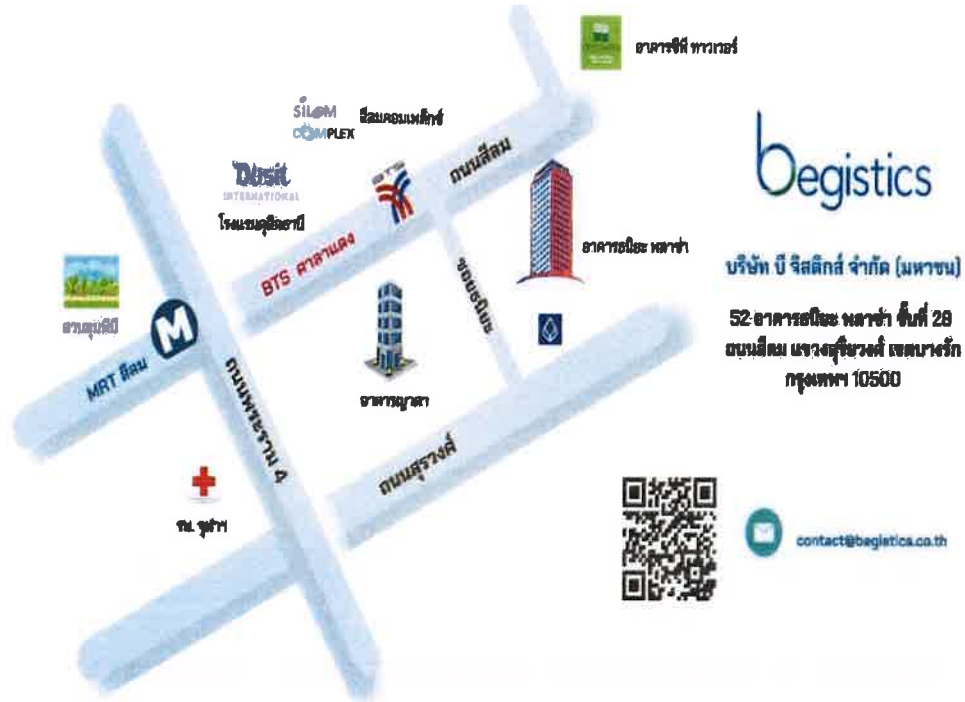 อาคารซีพี ทาวเวอร์
SILOM
COMPLEX
สีลมคอมเพล็กซ์
Dusit
INTERNATIONAL
โรงแรมดุสิตธานี
BTS
ถนนสีลม
BTS ศาลาแดง
สวนลุมพินี
M
MRT สีลม
ถนนพระราม 4
ซอยธนิยะ
อาคารธนิยะ พลาซ่า
อาคารญาดา
ถนนสุรวงศ์
รพ. จุฬาฯ
begistics
บริษัท บี จิสติกส์ จำกัด (มหาชน)
52 อาคารธนิยะ พลาซ่า ชั้นที่ 28
ถนนสีลม แขวงสุริยวงศ์ เขตบางรัก
กรุงเทพฯ 10500
contact@begistics.co.th